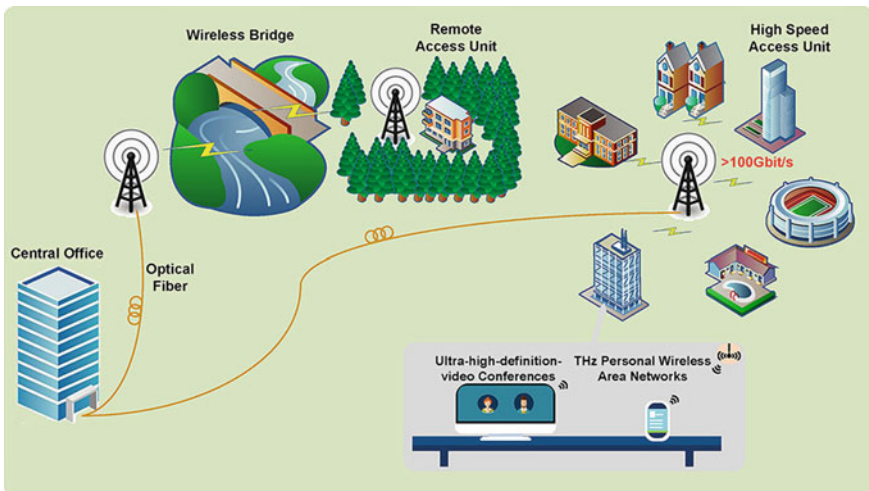 Wireless Bridge
Remote
Access Unit
High Speed
Access Unit
>100Gbit/s
Central Office
Optical
Fiber
Ultra-high-definition-
video Conferences
THz Personal Wireless
Area Networks